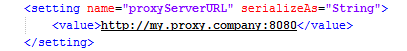 <setting name="proxyServerURL" serializeAs="String">
<value>http://my.proxy.company:8080</value>
</setting>